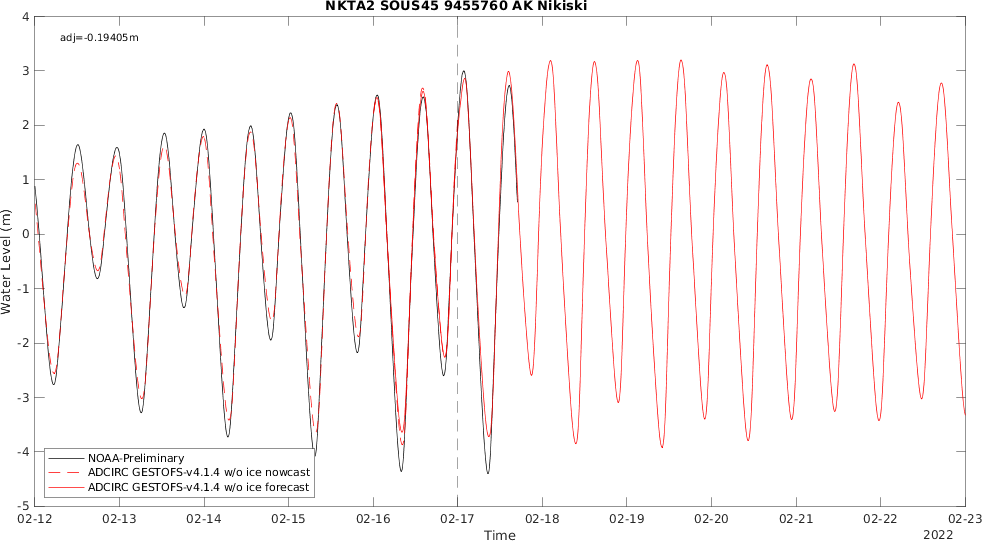 NKTA2 SOUS45 9455760 AK Nikiski
adj=-0.19405m
4
3
2
1
0
-1
-2
-3
-4
-5
Water Level (m)
NOAA-Preliminary
ADCIRC GESTOFS-v4.1.4 w/o ice nowcast
ADCIRC GESTOFS-v4.1.4 w/o ice forecast
02-12 02-13 02-14 02-15 02-16 02-17 02-18 02-19 02-20 02-21 02-22 02-23
Time
2022